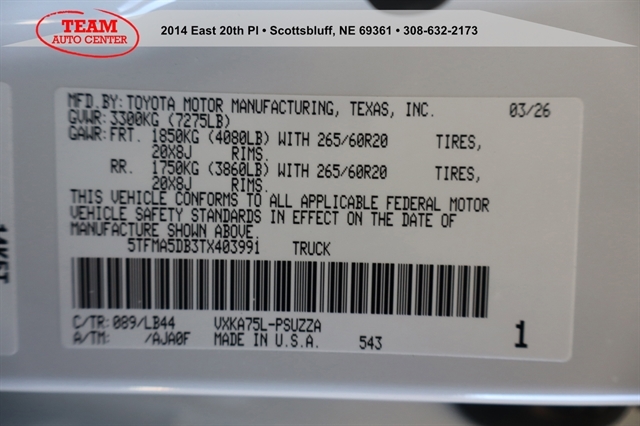 TEAM
AUTO CENTER
2014 East 20th Pl • Scottsbluff, NE 69361 • 308-632-2173
MFD.BY: TOYOTA MOTOR MANUFACTURING, TEXAS, INC. 03/26
GVWR: 3300KG (7275LB)
GAWR: FRT. 1850KG (4080LB) WITH 265/60R20 TIRES,
20X8J RIMS.
RR. 1750KG (3860LB) WITH 265/60R20 TIRES,
20X8J RIMS.
THIS VEHICLE CONFORMS TO ALL APPLICABLE FEDERAL MOTOR
VEHICLE SAFETY STANDARDS IN EFFECT ON THE DATE OF
MANUFACTURE SHOWN ABOVE.
5TFMA5DB3TX403991 TRUCK
C/TR: 089/LB44 VXKA75L-PSUZZA
A/TM: /AJA0F MADE IN U.S.A. 543 1